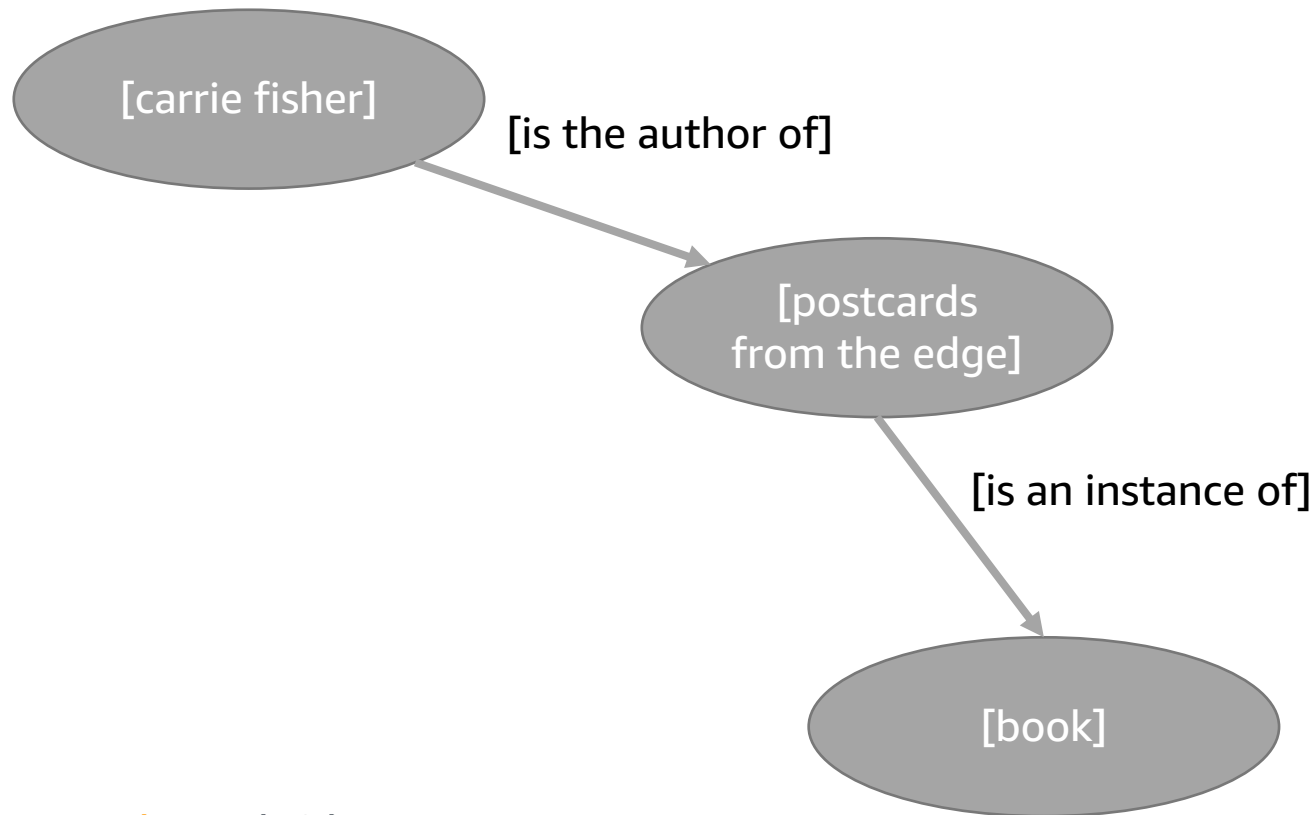 [carrie fisher]
[is the author of]
[postcards
from the edge]
[is an instance of]
[book]